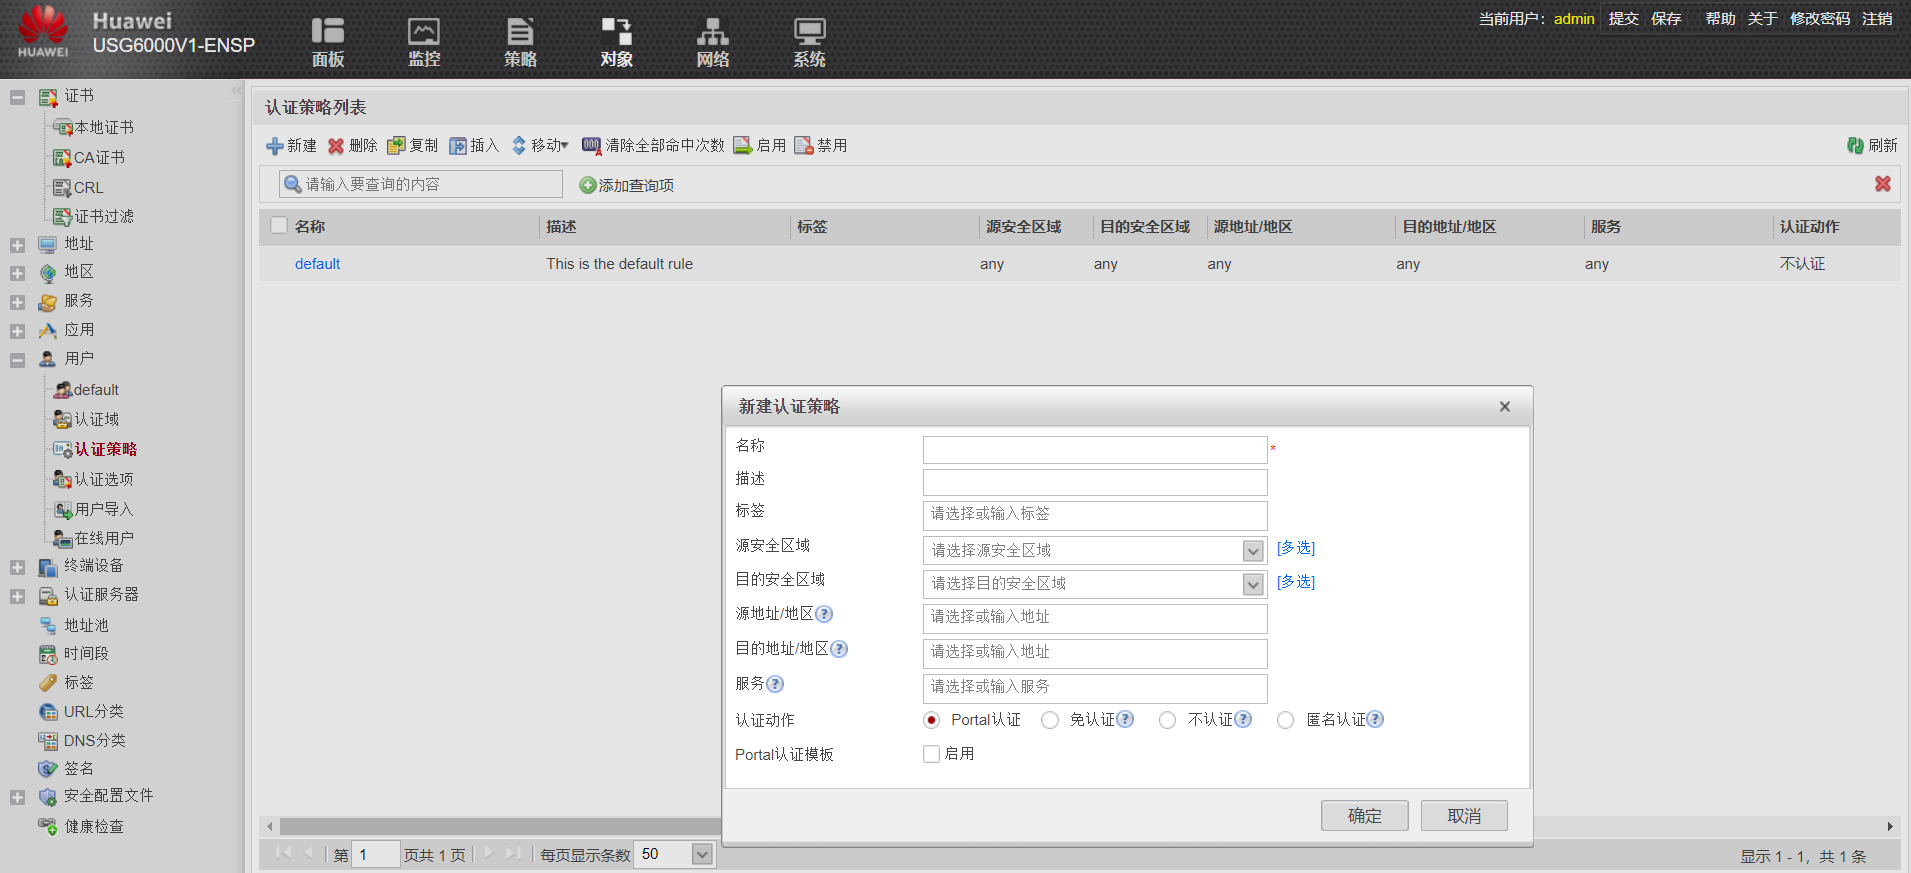 HUAWEI
Huawei
USG6000V1-ENSP
面板
监控
策略
对象
网络
系统
当前用户: admin 提交 保存 帮助 关于 修改密码 注销
证书
本地证书
CA证书
CRL
证书过滤
地址
地区
服务
应用
用户
default
认证域
认证策略
认证选项
用户导入
在线用户
终端设备
认证服务器
地址池
时间段
标签
URL分类
DNS分类
签名
安全配置文件
健康检查
认证策略列表
新建 删除 复制 插入 移动 清除全部命中次数 启用 禁用 刷新
请输入要查询的内容 添加查询项
名称 描述 标签 源安全区域 目的安全区域 源地址/地区 目的地址/地区 服务 认证动作
default This is the default rule any any any any any 不认证
新建认证策略
名称 *
描述
标签 请选择或输入标签
源安全区域 请选择源安全区域 [多选]
目的安全区域 请选择目的安全区域 [多选]
源地址/地区 请选择或输入地址
目的地址/地区 请选择或输入地址
服务 请选择或输入服务
认证动作 Portal认证 免认证 不认证 匿名认证
Portal认证模板 启用
确定 取消
第 1 页共 1 页 每页显示条数 50 显示 1 - 1, 共 1 条